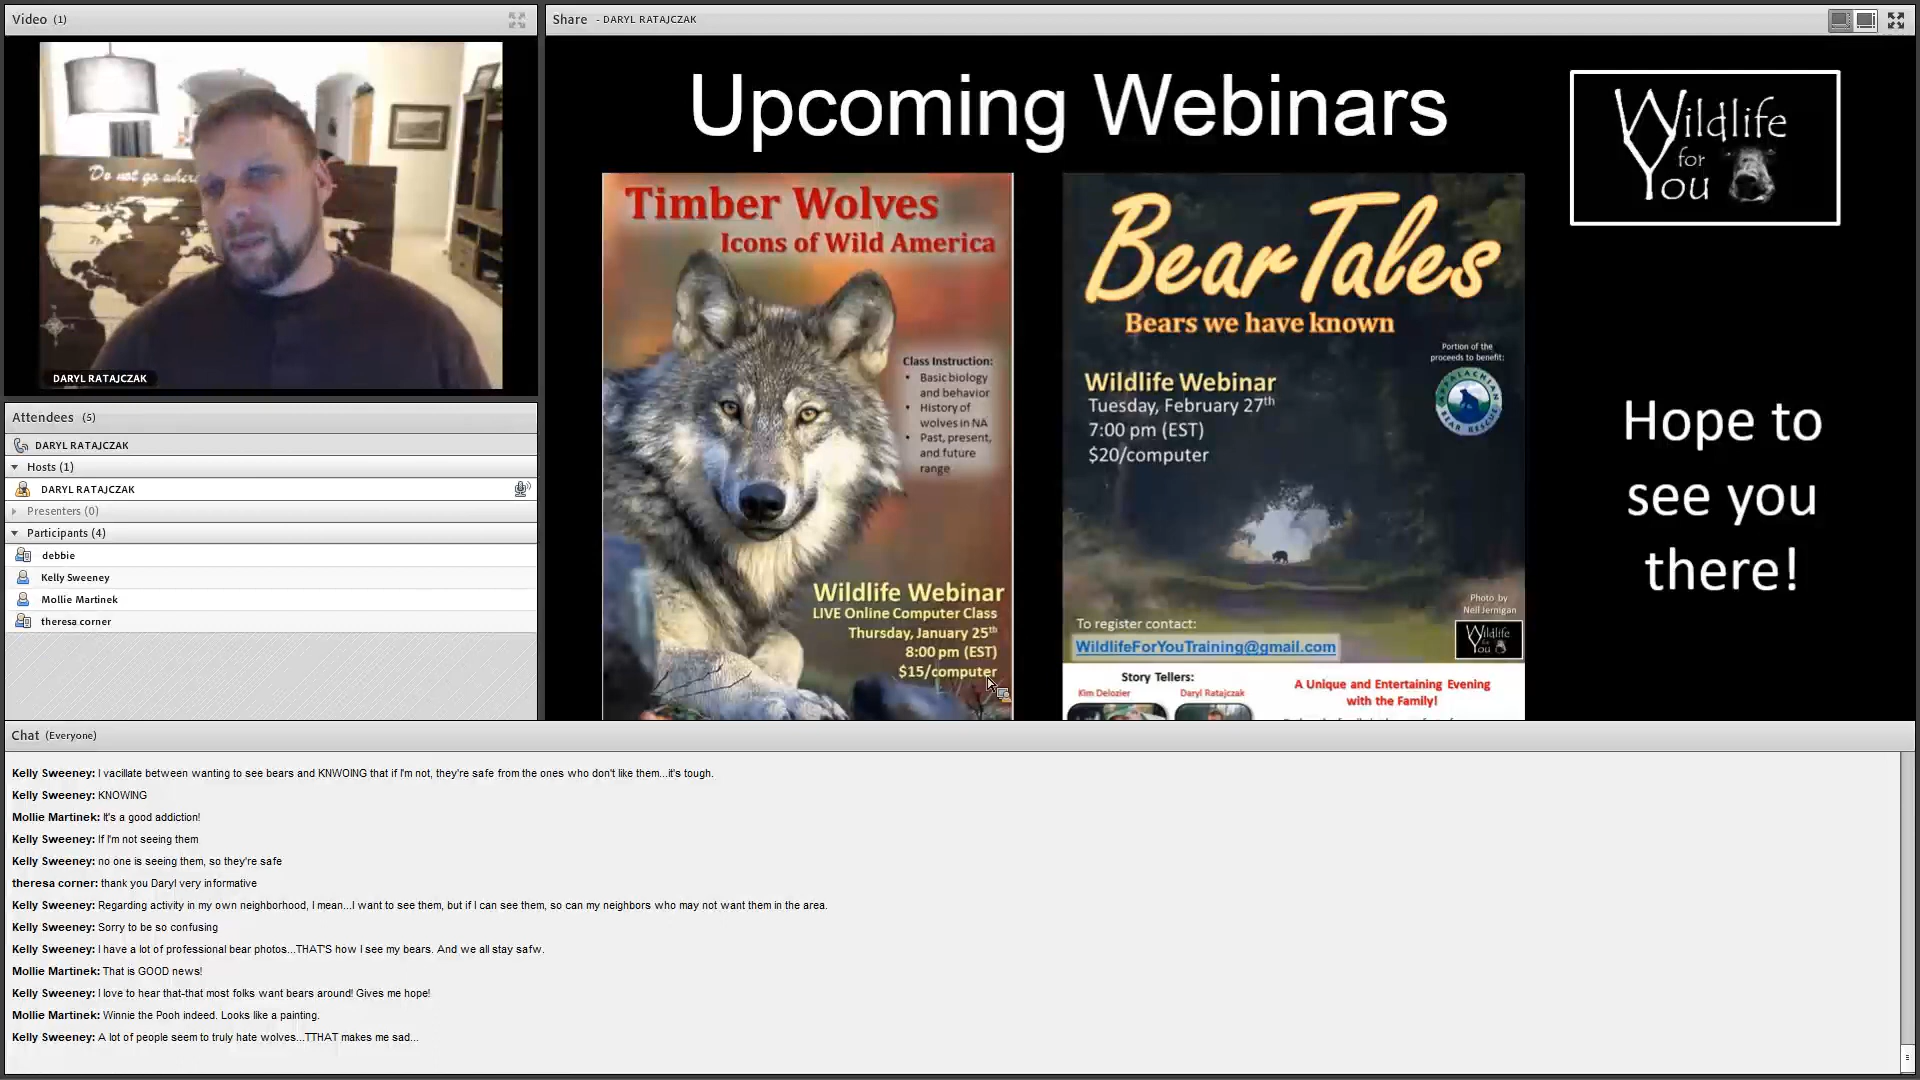 Video (1)
Do not go where
DARYL RATAJCZAK
Attendees (5)
DARYL RATAJCZAK
Hosts (1)
DARYL RATAJCZAK
Presenters (0)
Participants (4)
debbie
Kelly Sweeney
Mollie Martinek
theresa corner
Share - DARYL RATAJCZAK
Upcoming Webinars
Wildlife
for
You
Timber Wolves
Icons of Wild America
Class Instruction:
• Basic biology
and behavior
• History of
wolves in NA
• Past, present,
and future
range
Wildlife Webinar
LIVE Online Computer Class
Thursday, January 25th
8:00 pm (EST)
$15/computer
Bear Tales
Bears we have known
Portion of the
proceeds to benefit:
APPALACHIAN
BEAR RESCUE
Wildlife Webinar
Tuesday, February 27th
7:00 pm (EST)
$20/computer
Photo by
Neil Jernigan
To register contact:
WildlifeForYouTraining@gmail.com
Wildlife
You
Story Tellers:
Kim Delozier
Daryl Ratajczak
A Unique and Entertaining Evening
with the Family!
Hope to
see you
there!
Chat (Everyone)
Kelly Sweeney: I vacillate between wanting to see bears and KNWOING that if I'm not, they're safe from the ones who don't like them...it's tough.
Kelly Sweeney: KNOWING
Mollie Martinek: It's a good addiction!
Kelly Sweeney: If I'm not seeing them
Kelly Sweeney: no one is seeing them, so they're safe
theresa corner: thank you Daryl very informative
Kelly Sweeney: Regarding activity in my own neighborhood, I mean...I want to see them, but if I can see them, so can my neighbors who may not want them in the area.
Kelly Sweeney: Sorry to be so confusing
Kelly Sweeney: I have a lot of professional bear photos...THAT'S how I see my bears. And we all stay safw.
Mollie Martinek: That is GOOD news!
Kelly Sweeney: I love to hear that-that most folks want bears around! Gives me hope!
Mollie Martinek: Winnie the Pooh indeed. Looks like a painting.
Kelly Sweeney: A lot of people seem to truly hate wolves...TTHAT makes me sad...